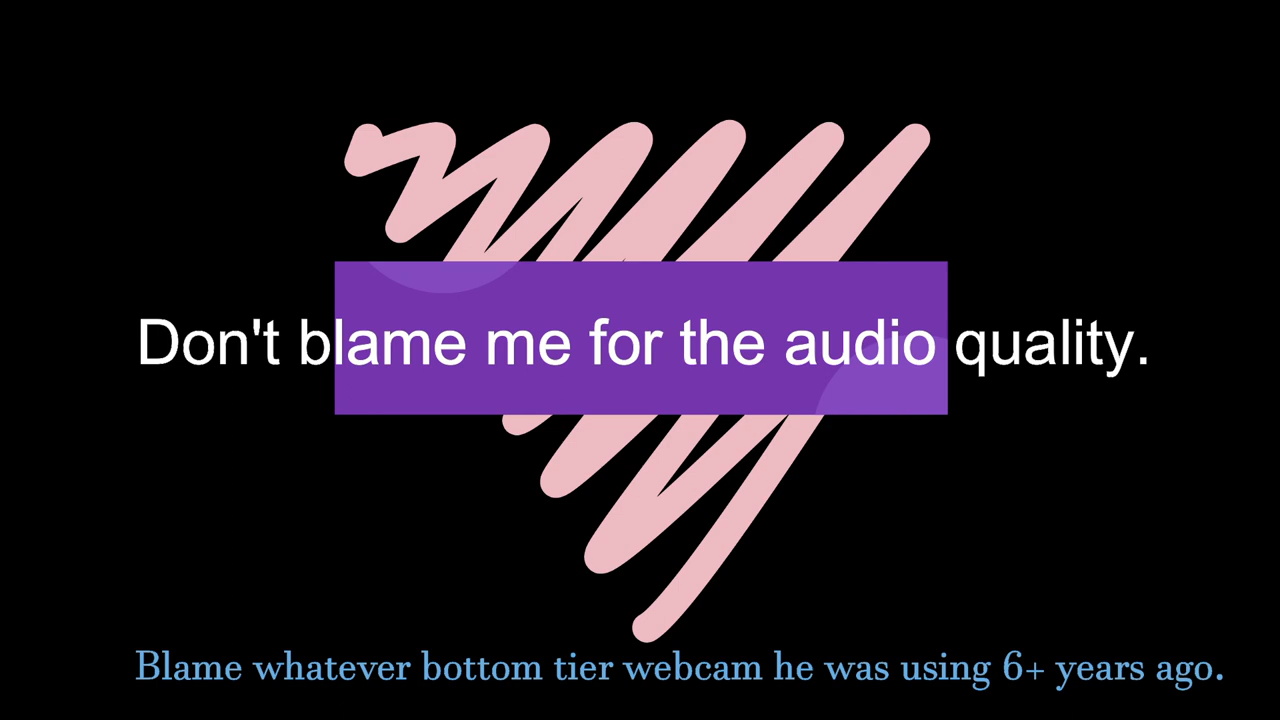 Don't blame me for the audio quality.
Blame whatever bottom tier webcam he was using 6+ years ago.